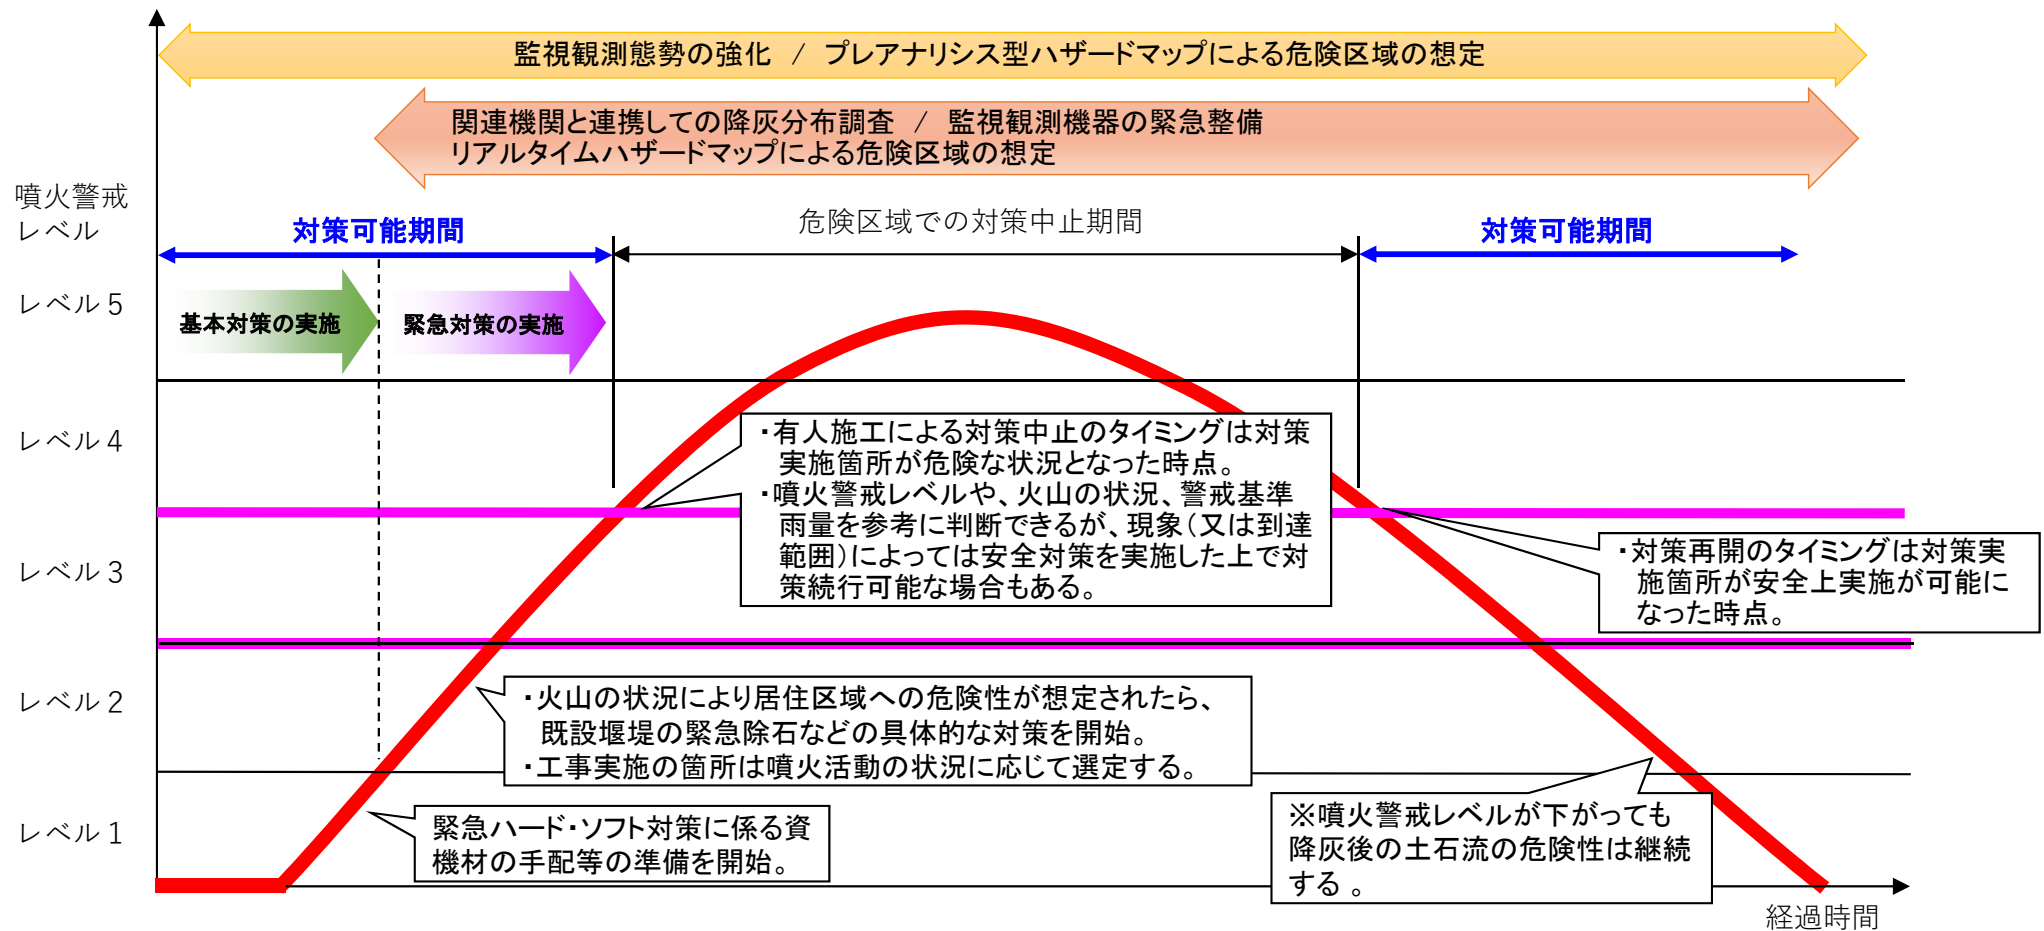 監視観測態勢の強化 / プレアナリシス型ハザードマップによる危険区域の想定
関連機関と連携しての降灰分布調査 / 監視観測機器の緊急整備
リアルタイムハザードマップによる危険区域の想定
噴火警戒
レベル
対策可能期間
危険区域での対策中止期間
対策可能期間
レベル5
基本対策の実施
緊急対策の実施
レベル4
・有人施工による対策中止のタイミングは対策
実施箇所が危険な状況となった時点。
・噴火警戒レベルや、火山の状況、警戒基準
雨量を参考に判断できるが、現象(又は到達
範囲)によっては安全対策を実施した上で対
策続行可能な場合もある。
・対策再開のタイミングは対策実
施箇所が安全上実施が可能に
なった時点。
レベル3
レベル2
・火山の状況により居住区域への危険性が想定されたら、
既設堰堤の緊急除石などの具体的な対策を開始。
・工事実施の箇所は噴火活動の状況に応じて選定する。
レベル1
緊急ハード・ソフト対策に係る資
機材の手配等の準備を開始。
※噴火警戒レベルが下がっても
降灰後の土石流の危険性は継続
する 。
経過時間